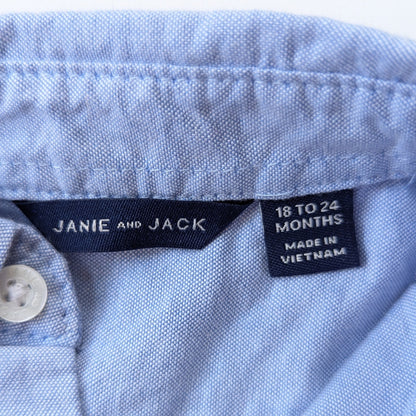 JANIE AND JACK
18 TO 24
MONTHS
MADE IN
VIETNAM